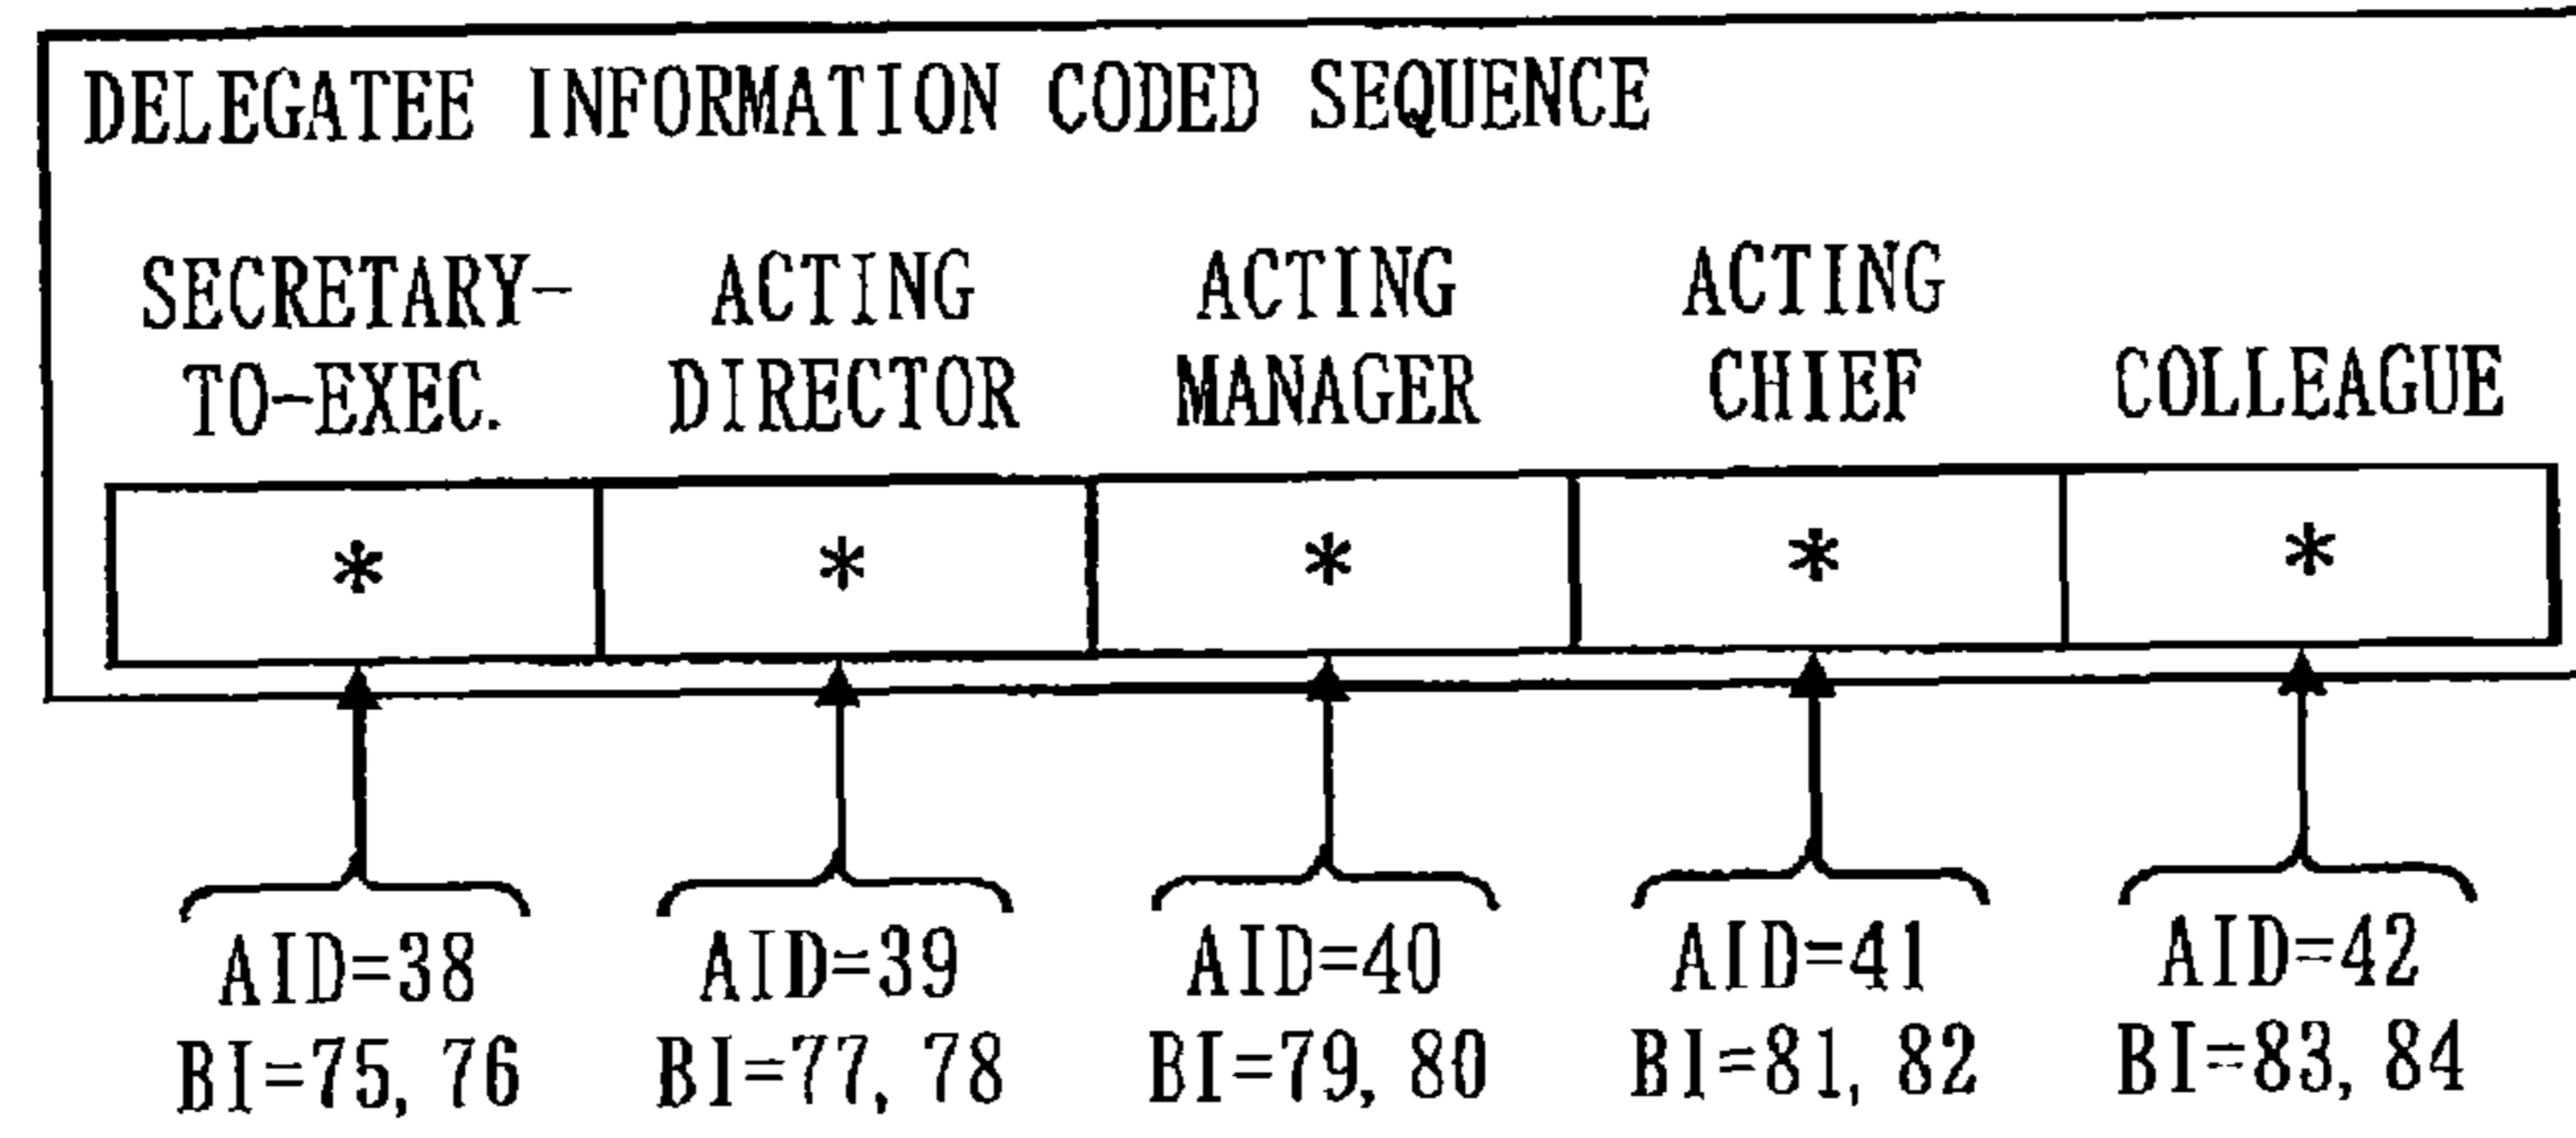 DELEGATEE INFORMATION CODED SEQUENCE
SECRETARY-
TO-EXEC.
ACTING
DIRECTOR
ACTING
MANAGER
ACTING
CHIEF
COLLEAGUE
* * * * *
AID=38
BI=75, 76
AID=39
BI=77, 78
AID=40
BI=79, 80
AID=41
BI=81, 82
AID=42
BI=83, 84